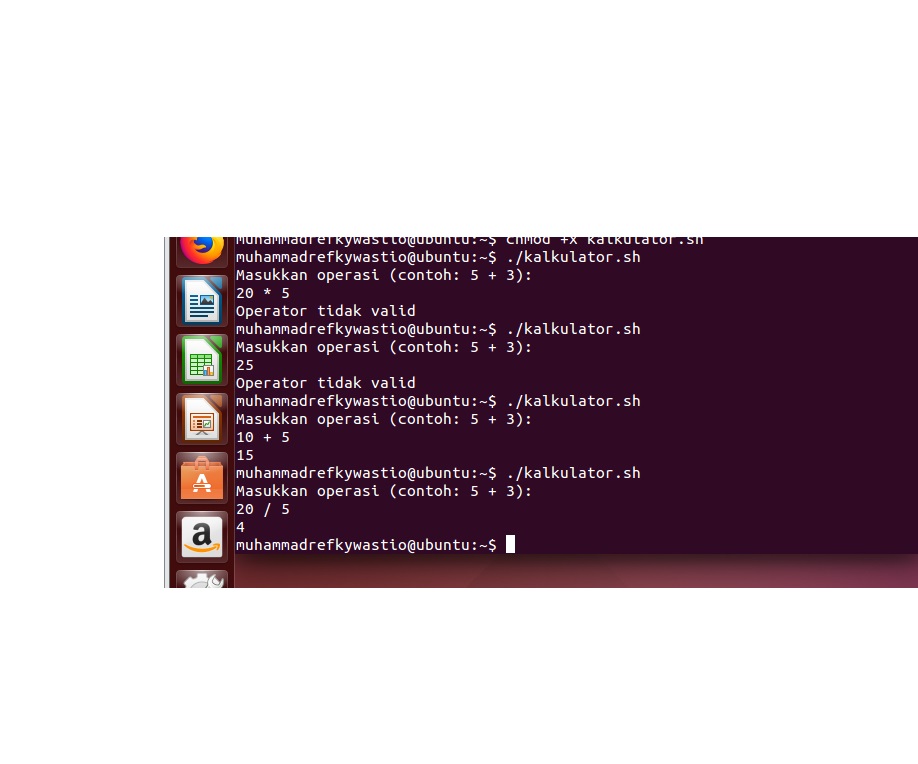 muhammadrefkywastio@ubuntu:~$ chmod +x kalkulator.sh
muhammadrefkywastio@ubuntu:~$ ./kalkulator.sh
Masukkan operasi (contoh: 5 + 3):
20 * 5
Operator tidak valid
muhammadrefkywastio@ubuntu:~$ ./kalkulator.sh
Masukkan operasi (contoh: 5 + 3):
25
Operator tidak valid
muhammadrefkywastio@ubuntu:~$ ./kalkulator.sh
Masukkan operasi (contoh: 5 + 3):
10 + 5
15
muhammadrefkywastio@ubuntu:~$ ./kalkulator.sh
Masukkan operasi (contoh: 5 + 3):
20 / 5
4
muhammadrefkywastio@ubuntu:~$